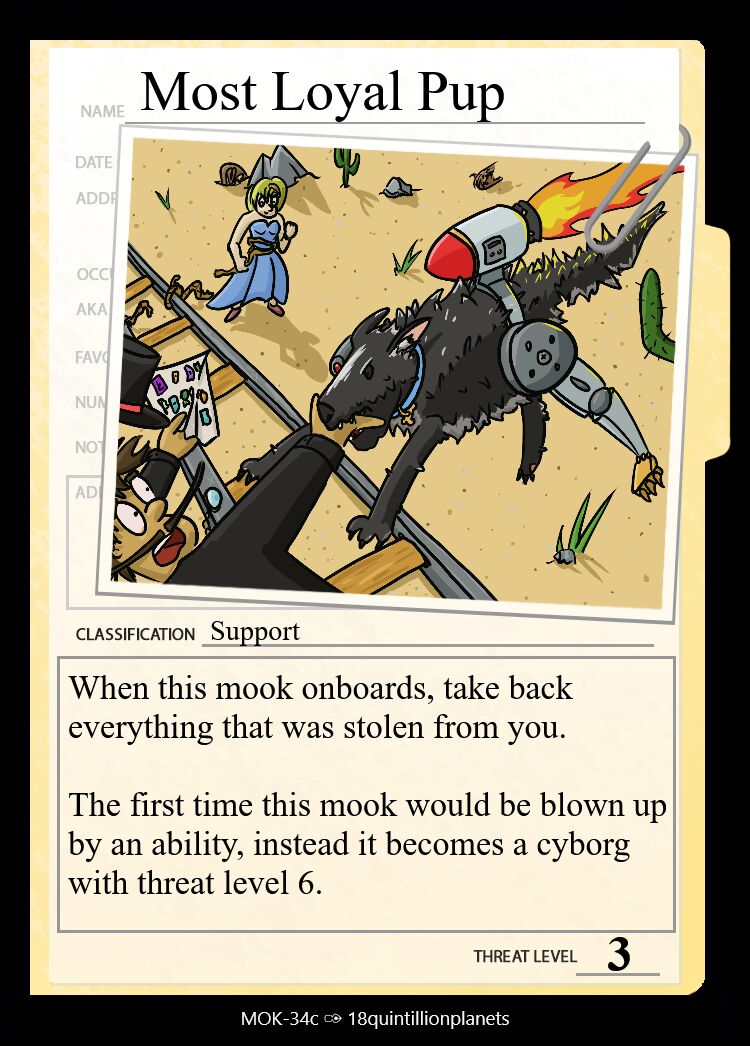 NAME Most Loyal Pup
DATE
ADDR
OCCU
AKA
FAVO
NUM
NOT
ADD
CLASSIFICATION Support
When this mook onboards, take back
everything that was stolen from you.
The first time this mook would be blown up
by an ability, instead it becomes a cyborg
with threat level 6.
THREAT LEVEL 3
MOK-34c ✑ 18quintillionplanets